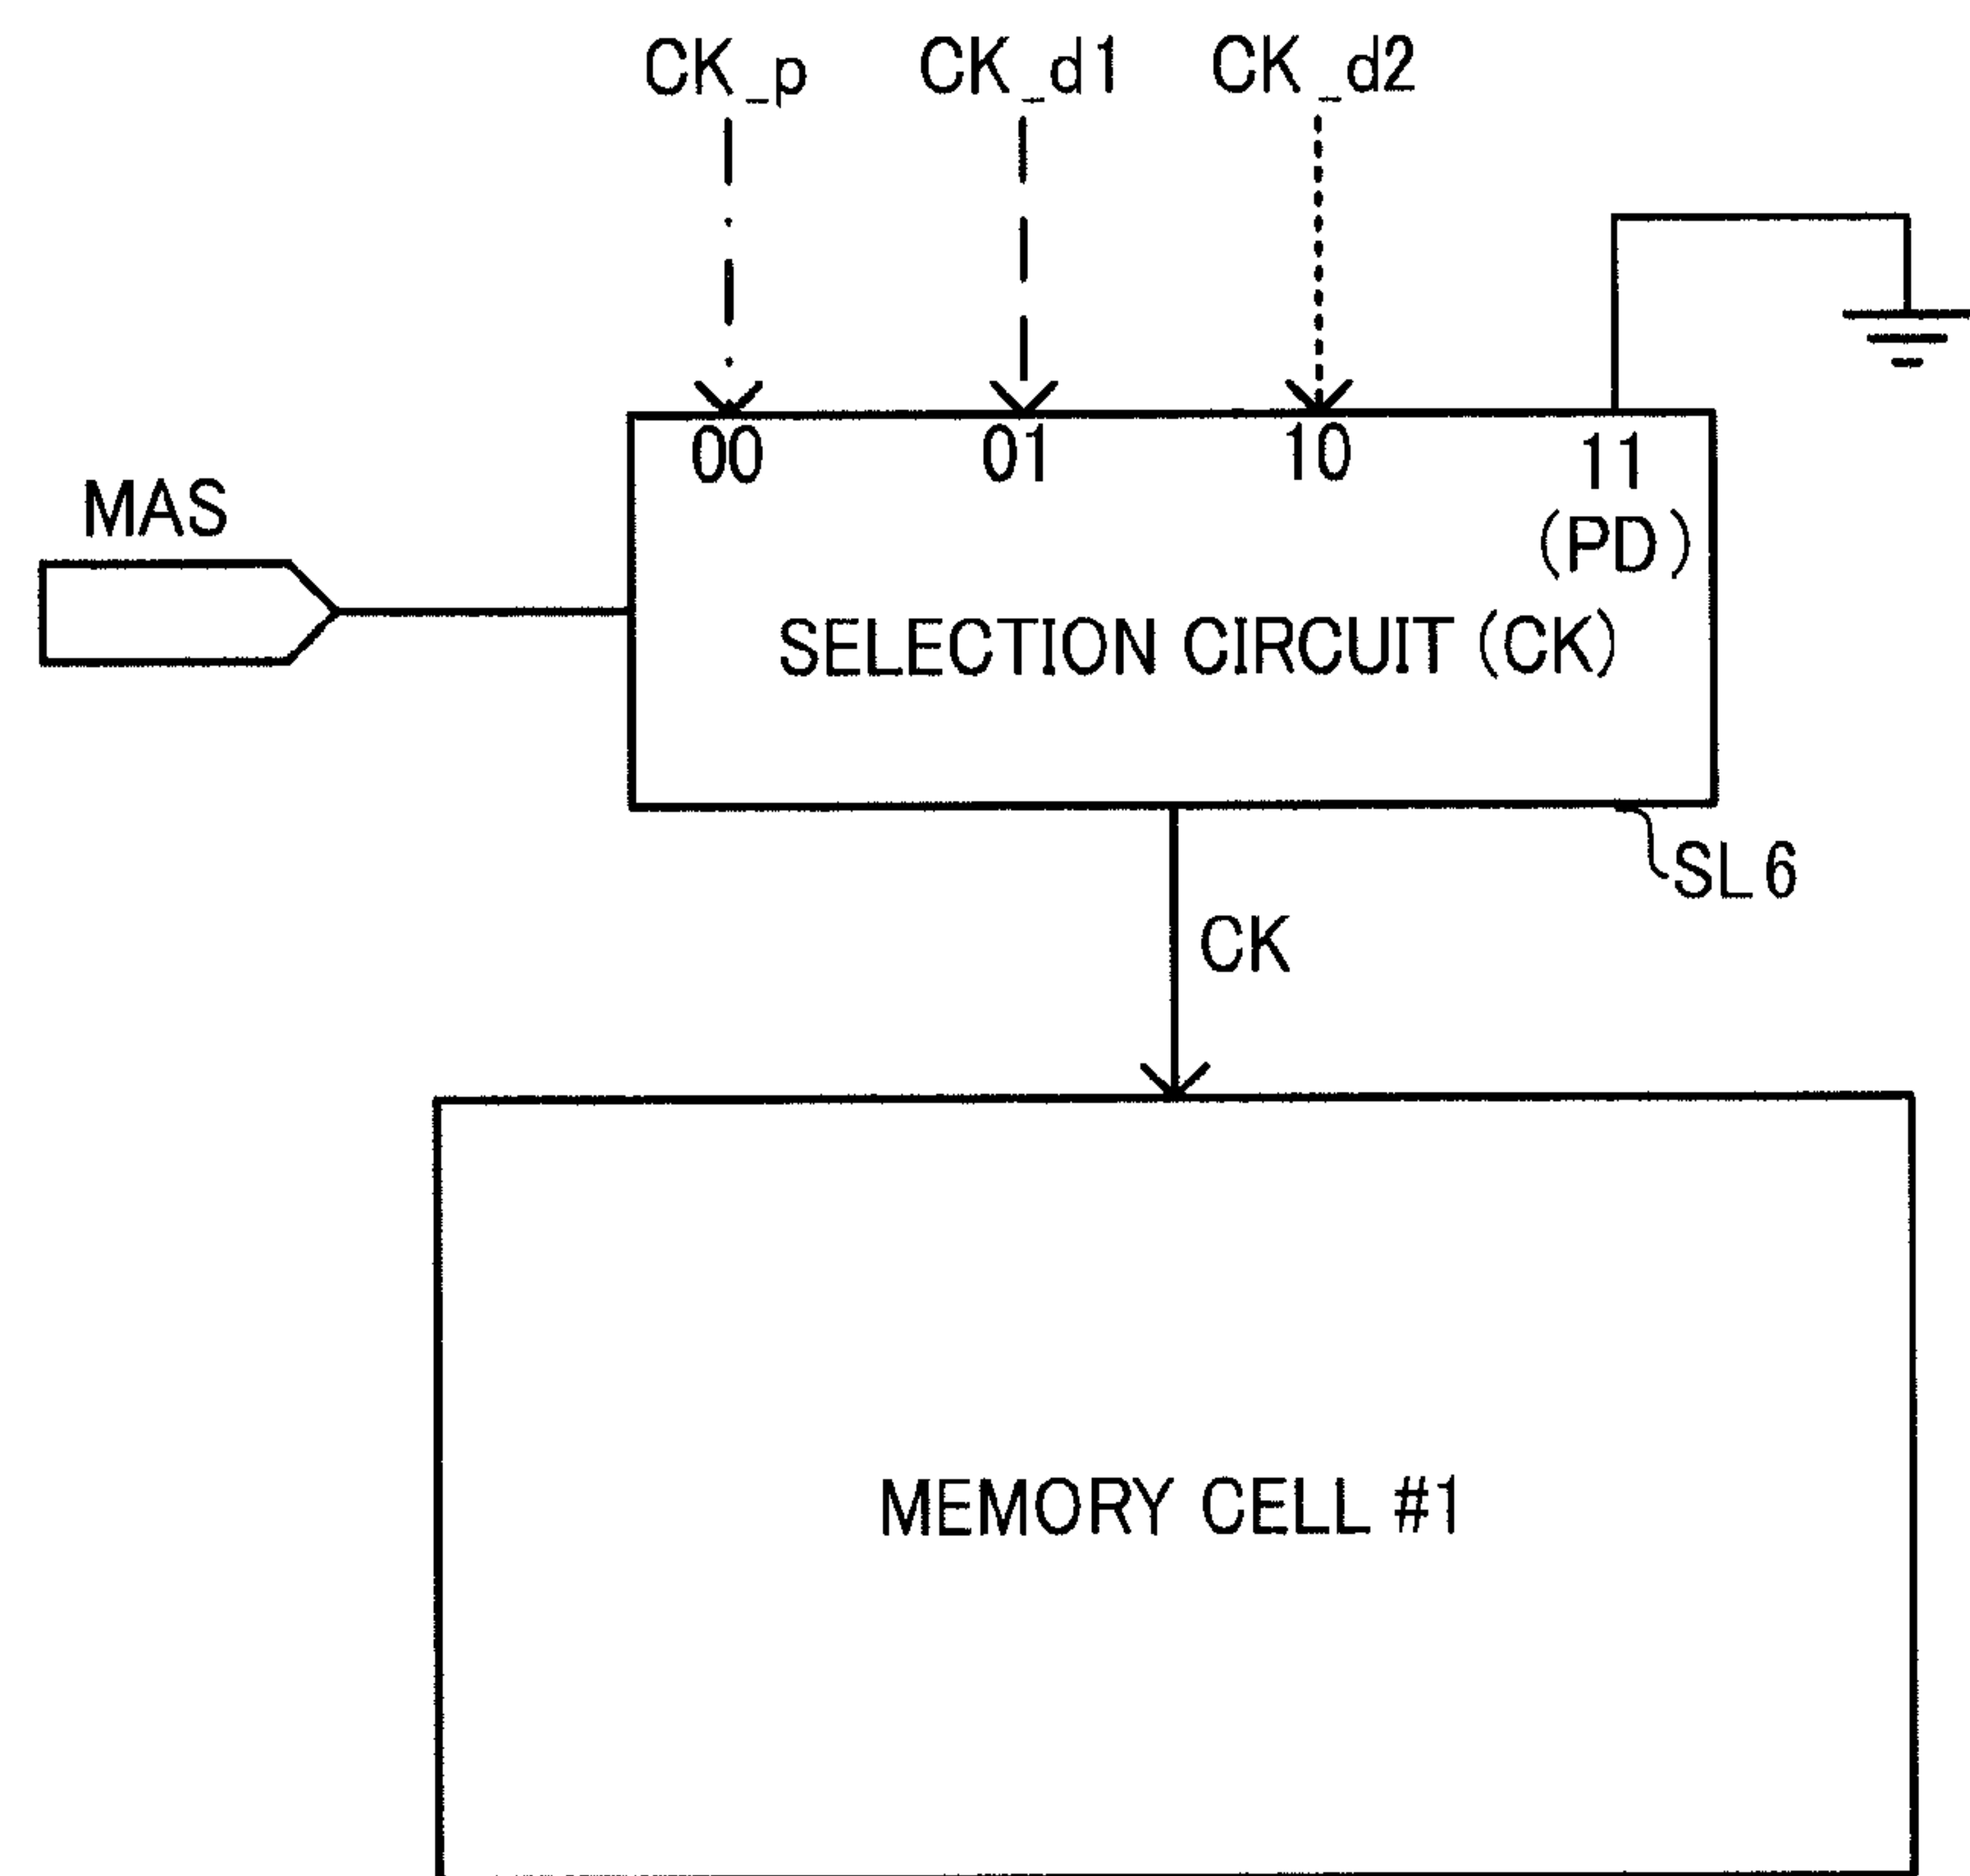 CK_p CK_d1 CK_d2
00 01 10 11
(PD)
MAS
SELECTION CIRCUIT (CK)
SL6
CK
MEMORY CELL #1